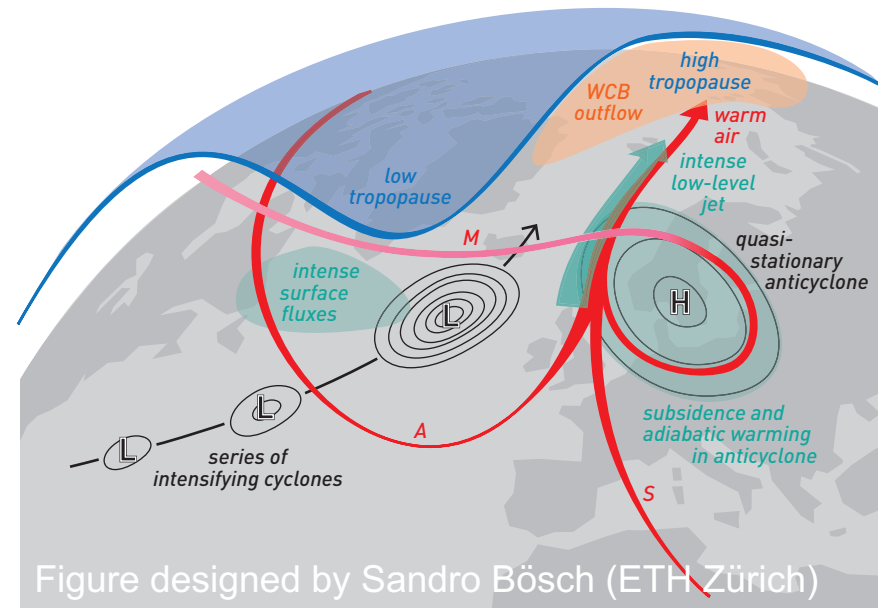 high
tropopause
WCB
outflow
warm
air
intense
low-level
jet
low
tropopause
M
quasi-
stationary
anticyclone
intense
surface
fluxes
L
H
L
L
A
subsidence and
adiabatic warming
in anticyclone
series of
intensifying cyclones
S
Figure designed by Sandro Bösch (ETH Zürich)